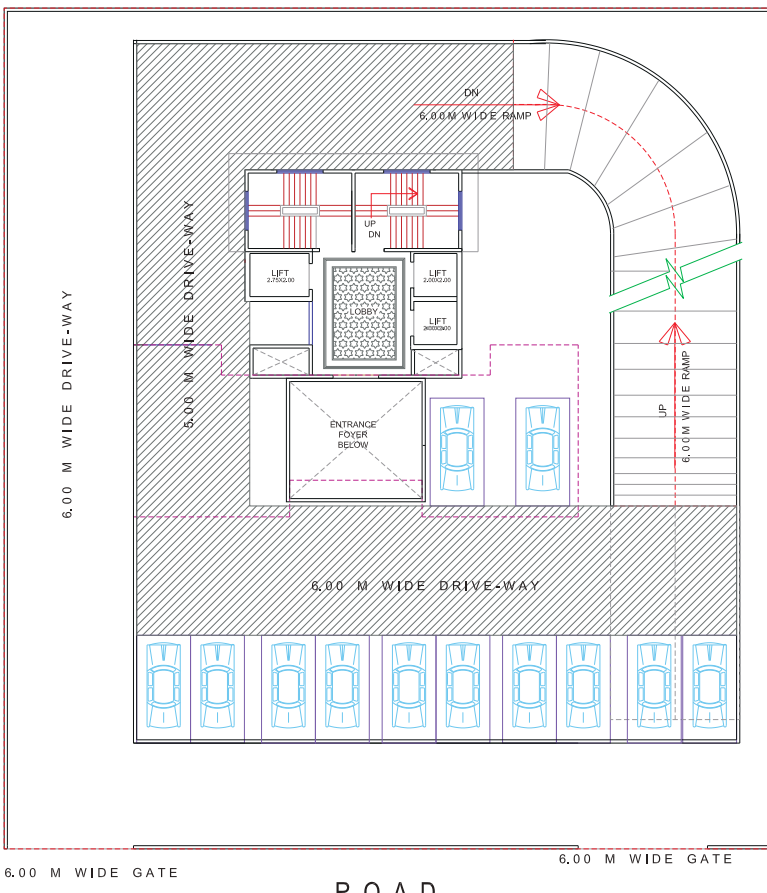 DN
6.00M WIDE RAMP
UP
DN
LIFT
2.75X2.00
LIFT
2.00X2.00
LOBBY
LIFT
5.00 M WIDE DRIVE-WAY
6.00 M WIDE DRIVE-WAY
UP
6.00M WIDE RAMP
ENTRANCE
FOYER
BELOW
6.00 M WIDE DRIVE-WAY
6.00 M WIDE GATE
6.00 M WIDE GATE
ROAD